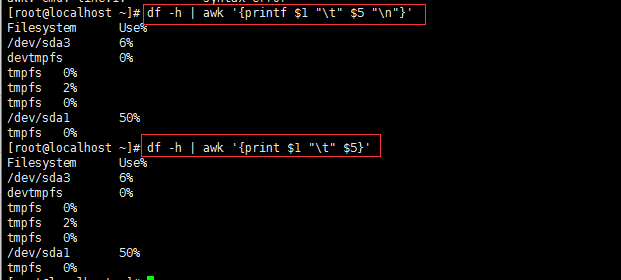 [root@localhost ~]# df -h | awk '{printf $1 "\t" $5 "\n"}'
Filesystem      Use%
/dev/sda3       6%
devtmpfs        0%
tmpfs   0%
tmpfs   2%
tmpfs   0%
/dev/sda1       50%
tmpfs   0%
[root@localhost ~]# df -h | awk '{print $1 "\t" $5}'
Filesystem      Use%
/dev/sda3       6%
devtmpfs        0%
tmpfs   0%
tmpfs   2%
tmpfs   0%
/dev/sda1       50%
tmpfs   0%
[root@localhost ~]#